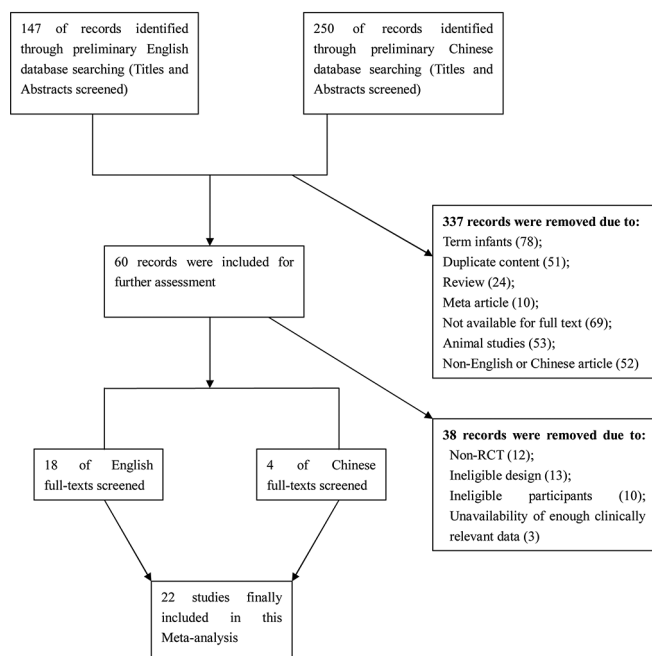 147 of records identified
through preliminary English
database searching (Titles and
Abstracts screened)
250 of records identified
through preliminary Chinese
database searching (Titles and
Abstracts screened)
337 records were removed due to:
Term infants (78);
Duplicate content (51);
Review (24);
Meta article (10);
Not available for full text (69);
Animal studies (53);
Non-English or Chinese article (52)
60 records were included for
further assessment
38 records were removed due to:
Non-RCT (12);
Ineligible design (13);
Ineligible participants (10);
Unavailability of enough clinically
relevant data (3)
18 of English
full-texts screened
4 of Chinese
full-texts screened
22 studies finally
included in this
Meta-analysis